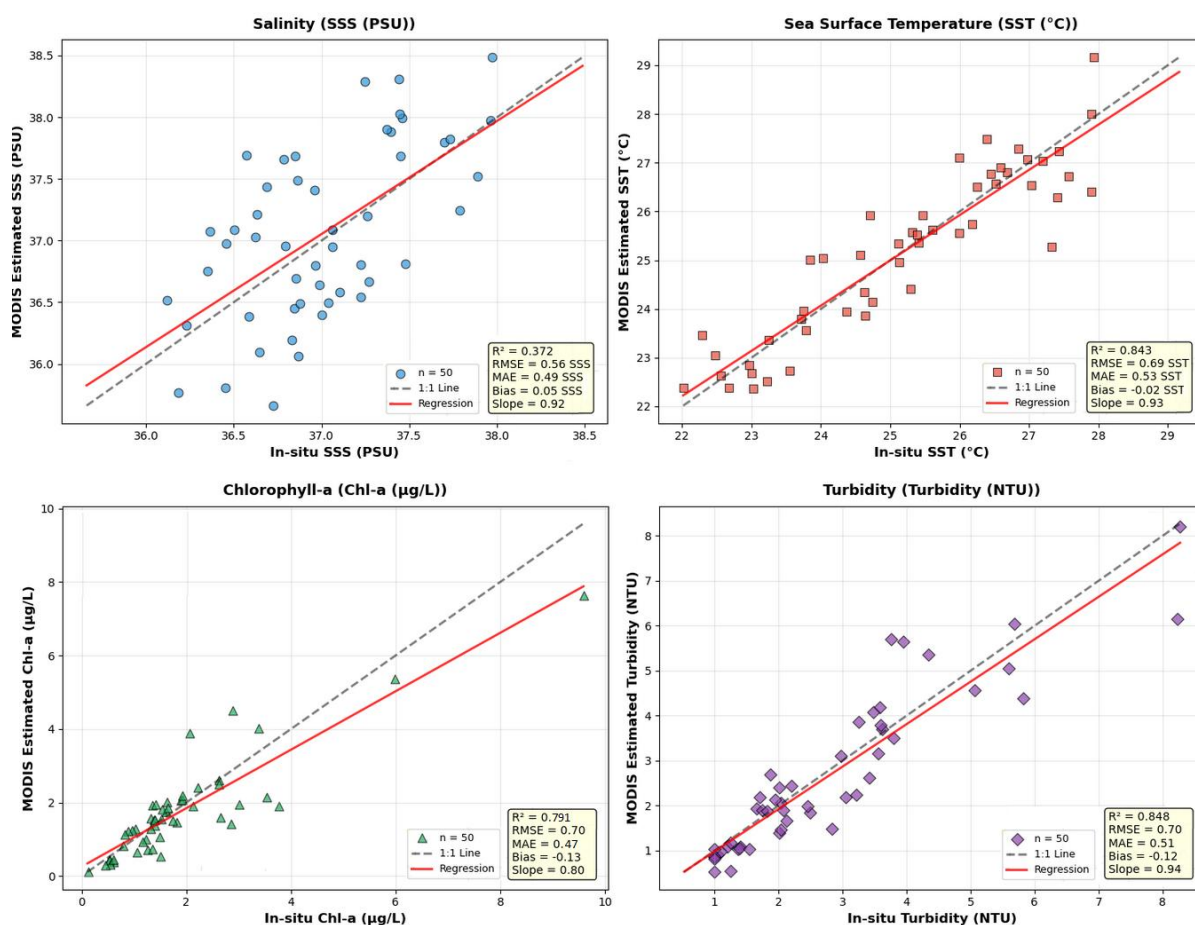 Salinity (SSS (PSU))
MODIS Estimated SSS (PSU)
38.5
38.0
37.5
37.0
36.5
36.0
n = 50
1:1 Line
Regression
R² = 0.372
RMSE = 0.56 SSS
MAE = 0.49 SSS
Bias = 0.05 SSS
Slope = 0.92
36.0 36.5 37.0 37.5 38.0 38.5
In-situ SSS (PSU)
Sea Surface Temperature (SST (°C))
MODIS Estimated SST (°C)
29
28
27
26
25
24
23
22
n = 50
1:1 Line
Regression
R² = 0.843
RMSE = 0.69 SST
MAE = 0.53 SST
Bias = -0.02 SST
Slope = 0.93
22 23 24 25 26 27 28 29
In-situ SST (°C)
Chlorophyll-a (Chl-a (µg/L))
MODIS Estimated Chl-a (µg/L)
10
8
6
4
2
0
n = 50
1:1 Line
Regression
R² = 0.791
RMSE = 0.70
MAE = 0.47
Bias = -0.13
Slope = 0.80
0 2 4 6 8 10
In-situ Chl-a (µg/L)
Turbidity (Turbidity (NTU))
MODIS Estimated Turbidity (NTU)
8
7
6
5
4
3
2
1
n = 50
1:1 Line
Regression
R² = 0.848
RMSE = 0.70
MAE = 0.51
Bias = -0.12
Slope = 0.94
1 2 3 4 5 6 7 8
In-situ Turbidity (NTU)